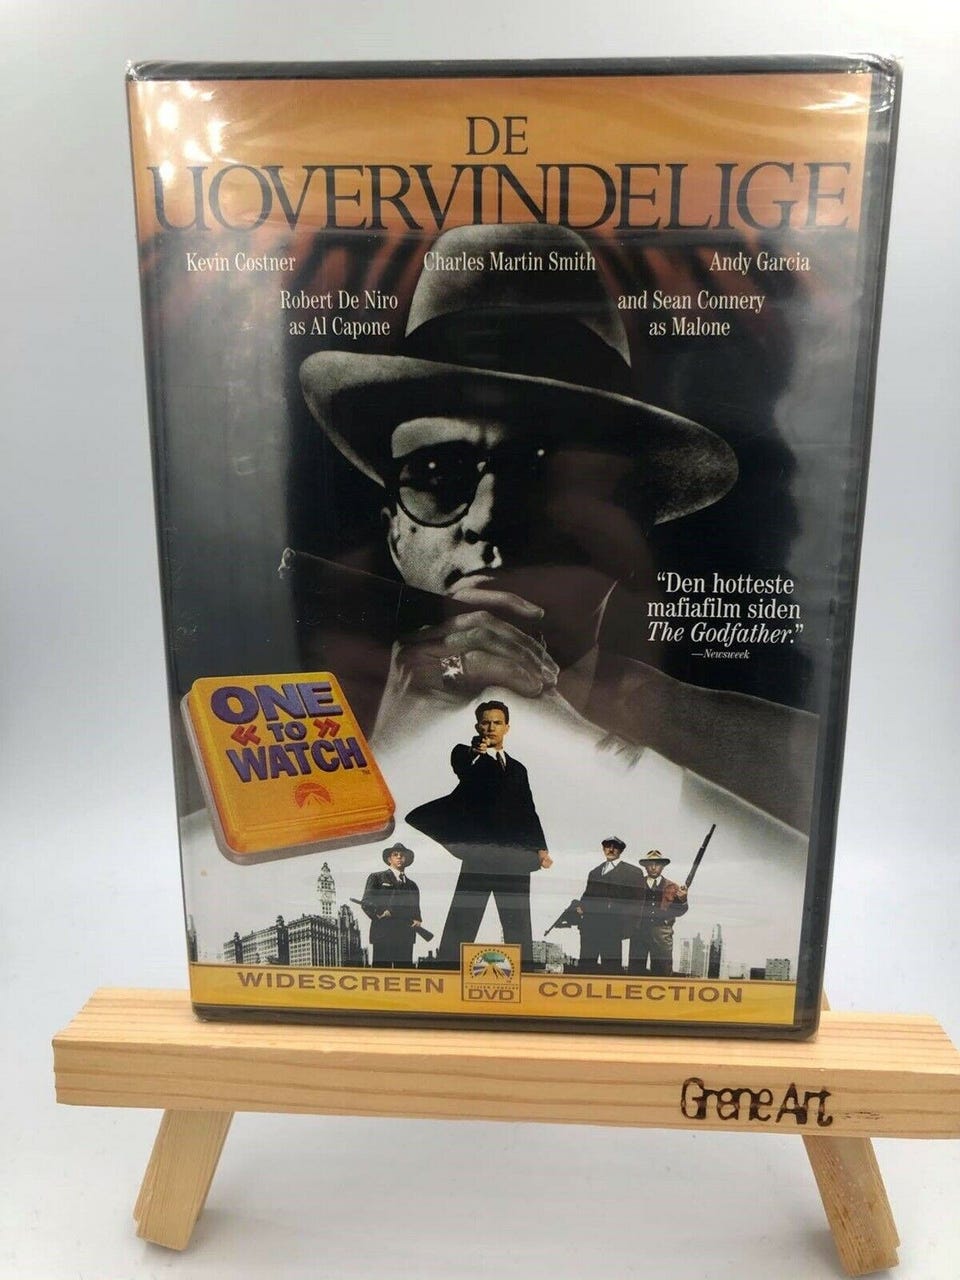 DE
UOVERVINDELIGE
Kevin Costner
Charles Martin Smith
Andy Garcia
Robert De Niro
as Al Capone
and Sean Connery
as Malone
“Den hotteste
mafiafilm siden
The Godfather.”
—Newsweek
ONE
« TO »
WATCH
TM
WIDESCREEN
DVD
COLLECTION
Grene Art